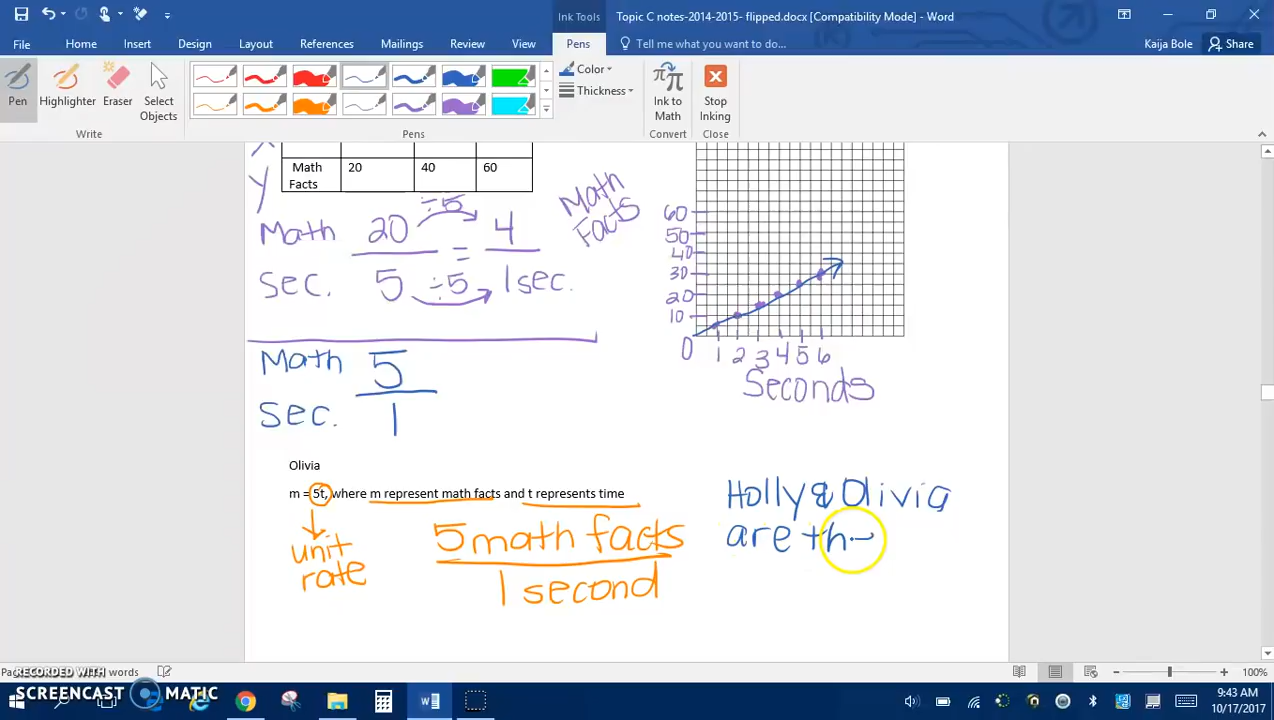 Ink Tools
Topic C notes-2014-2015- flipped.docx [Compatibility Mode] - Word
File Home Insert Design Layout References Mailings Review View Pens Tell me what you want to do...
Kaija Bole Share
Pen Highlighter Eraser Select Objects
Color
Thickness
Ink to Math
Stop Inking
Write Pens Convert Close
Math Facts 20 40 60
y
Math 20 ÷5 = 4
sec. 5 ÷5 1sec.
Math Facts
60
50
40
30
20
10
0 1 2 3 4 5 6
Seconds
Math 5
sec. 1
Olivia
m = 5t, where m represent math facts and t represents time
unit rate
5 math facts
1 second
Holly & Olivia
are th
words
100%
RECORDED WITH
SCREENCAST MATIC
9:43 AM
10/17/2017